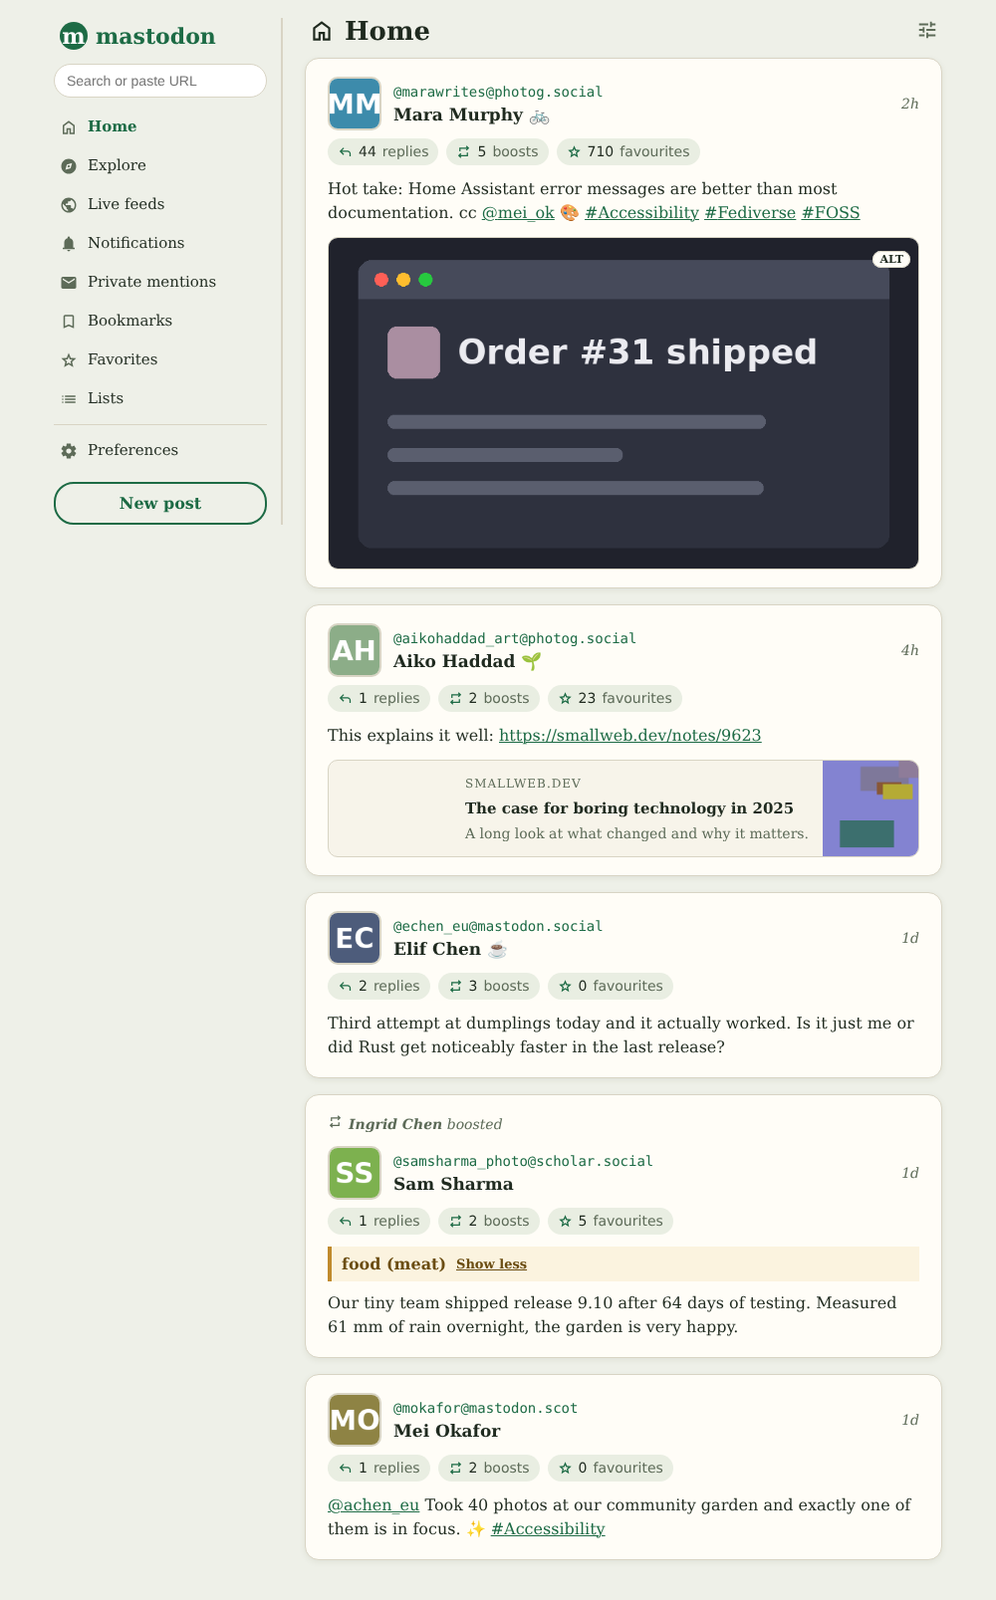 mastodon
Search or paste URL
Home
Explore
Live feeds
Notifications
Private mentions
Bookmarks
Favorites
Lists
Preferences
New post
Home
MM
@marawrites@photog.social
Mara Murphy 🚲
2h
44 replies
5 boosts
710 favourites
Hot take: Home Assistant error messages are better than most
documentation. cc @mei_ok 🎨 #Accessibility #Fediverse #FOSS
ALT
Order #31 shipped
AH
@aikohaddad_art@photog.social
Aiko Haddad 🌱
4h
1 replies
2 boosts
23 favourites
This explains it well: https://smallweb.dev/notes/9623
SMALLWEB.DEV
The case for boring technology in 2025
A long look at what changed and why it matters.
EC
@echen_eu@mastodon.social
Elif Chen ☕
1d
2 replies
3 boosts
0 favourites
Third attempt at dumplings today and it actually worked. Is it just me or
did Rust get noticeably faster in the last release?
Ingrid Chen boosted
SS
@samsharma_photo@scholar.social
Sam Sharma
1d
1 replies
2 boosts
5 favourites
food (meat) Show less
Our tiny team shipped release 9.10 after 64 days of testing. Measured
61 mm of rain overnight, the garden is very happy.
MO
@mokafor@mastodon.scot
Mei Okafor
1d
1 replies
2 boosts
0 favourites
@achen_eu Took 40 photos at our community garden and exactly one of
them is in focus. ✨ #Accessibility